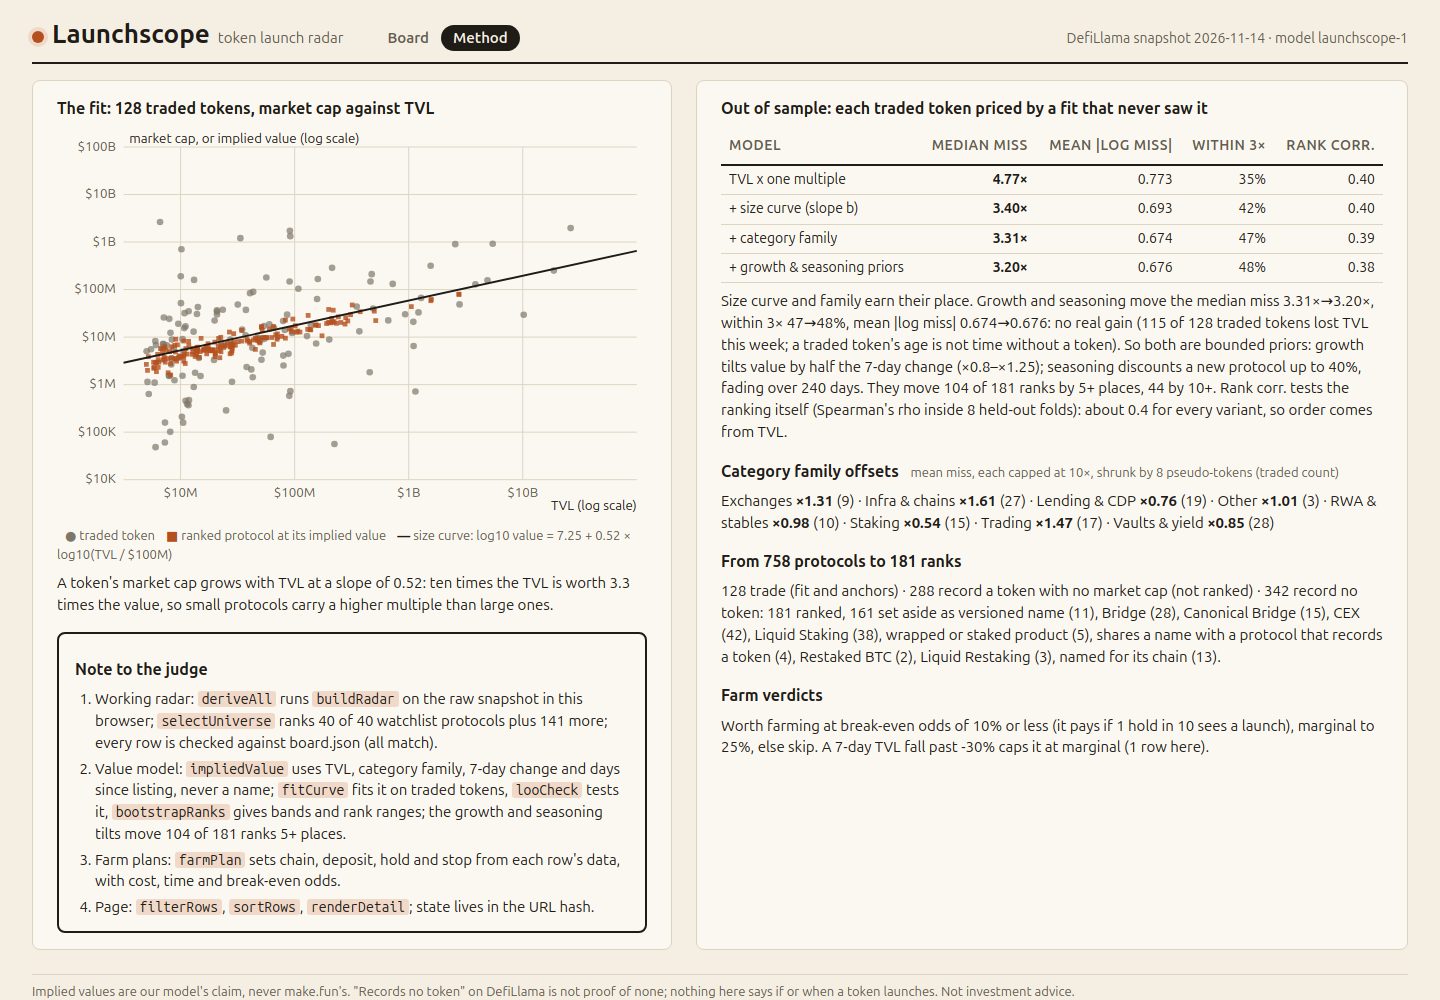 Launchscope token launch radar Board Method DefiLlama snapshot 2026-11-14 · model launchscope-1
The fit: 128 traded tokens, market cap against TVL
market cap, or implied value (log scale)
$100B
$10B
$1B
$100M
$10M
$1M
$100K
$10K
$10M $100M $1B $10B
TVL (log scale)
traded token ranked protocol at its implied value size curve: log10 value = 7.25 + 0.52 ×
log10(TVL / $100M)
A token's market cap grows with TVL at a slope of 0.52: ten times the TVL is worth 3.3
times the value, so small protocols carry a higher multiple than large ones.
Note to the judge
1. Working radar: deriveAll runs buildRadar on the raw snapshot in this
browser; selectUniverse ranks 40 of 40 watchlist protocols plus 141 more;
every row is checked against board.json (all match).
2. Value model: impliedValue uses TVL, category family, 7-day change and days
since listing, never a name; fitCurve fits it on traded tokens, looCheck tests
it, bootstrapRanks gives bands and rank ranges; the growth and seasoning
tilts move 104 of 181 ranks 5+ places.
3. Farm plans: farmPlan sets chain, deposit, hold and stop from each row's data,
with cost, time and break-even odds.
4. Page: filterRows, sortRows, renderDetail; state lives in the URL hash.
Out of sample: each traded token priced by a fit that never saw it
MODEL MEDIAN MISS MEAN |LOG MISS| WITHIN 3× RANK CORR.
TVL x one multiple 4.77× 0.773 35% 0.40
+ size curve (slope b) 3.40× 0.693 42% 0.40
+ category family 3.31× 0.674 47% 0.39
+ growth & seasoning priors 3.20× 0.676 48% 0.38
Size curve and family earn their place. Growth and seasoning move the median miss 3.31×→3.20×,
within 3× 47→48%, mean |log miss| 0.674→0.676: no real gain (115 of 128 traded tokens lost TVL
this week; a traded token's age is not time without a token). So both are bounded priors: growth
tilts value by half the 7-day change (×0.8–×1.25); seasoning discounts a new protocol up to 40%,
fading over 240 days. They move 104 of 181 ranks by 5+ places, 44 by 10+. Rank corr. tests the
ranking itself (Spearman's rho inside 8 held-out folds): about 0.4 for every variant, so order comes
from TVL.
Category family offsets mean miss, each capped at 10×, shrunk by 8 pseudo-tokens (traded count)
Exchanges ×1.31 (9) · Infra & chains ×1.61 (27) · Lending & CDP ×0.76 (19) · Other ×1.01 (3) · RWA &
stables ×0.98 (10) · Staking ×0.54 (15) · Trading ×1.47 (17) · Vaults & yield ×0.85 (28)
From 758 protocols to 181 ranks
128 trade (fit and anchors) · 288 record a token with no market cap (not ranked) · 342 record no
token: 181 ranked, 161 set aside as versioned name (11), Bridge (28), Canonical Bridge (15), CEX
(42), Liquid Staking (38), wrapped or staked product (5), shares a name with a protocol that records
a token (4), Restaked BTC (2), Liquid Restaking (3), named for its chain (13).
Farm verdicts
Worth farming at break-even odds of 10% or less (it pays if 1 hold in 10 sees a launch), marginal to
25%, else skip. A 7-day TVL fall past -30% caps it at marginal (1 row here).
Implied values are our model's claim, never make.fun's. "Records no token" on DefiLlama is not proof of none; nothing here says if or when a token launches. Not investment advice.